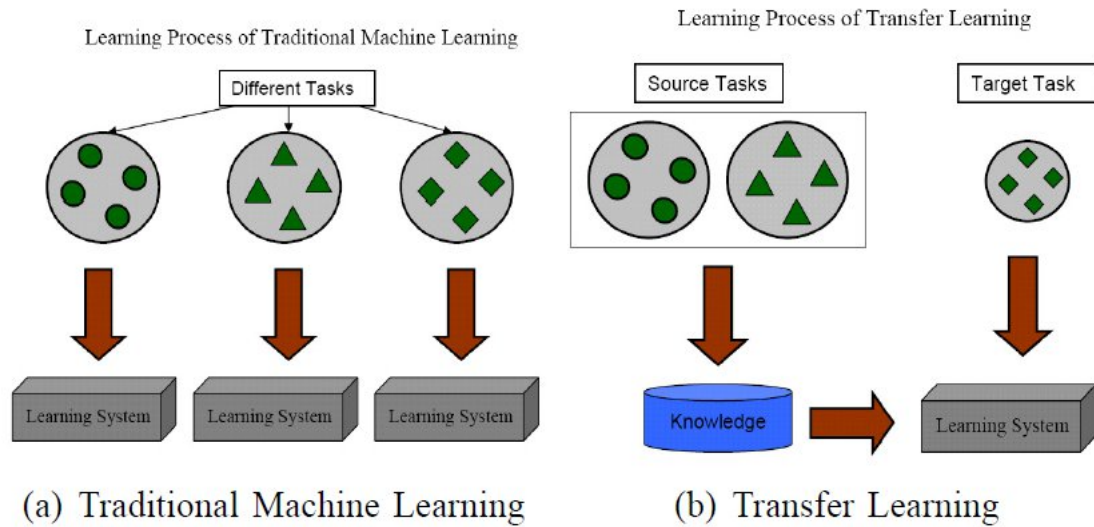 Learning Process of Traditional Machine Learning
Different Tasks
Learning System
Learning System
Learning System
(a) Traditional Machine Learning
Learning Process of Transfer Learning
Source Tasks
Target Task
Knowledge
Learning System
(b) Transfer Learning